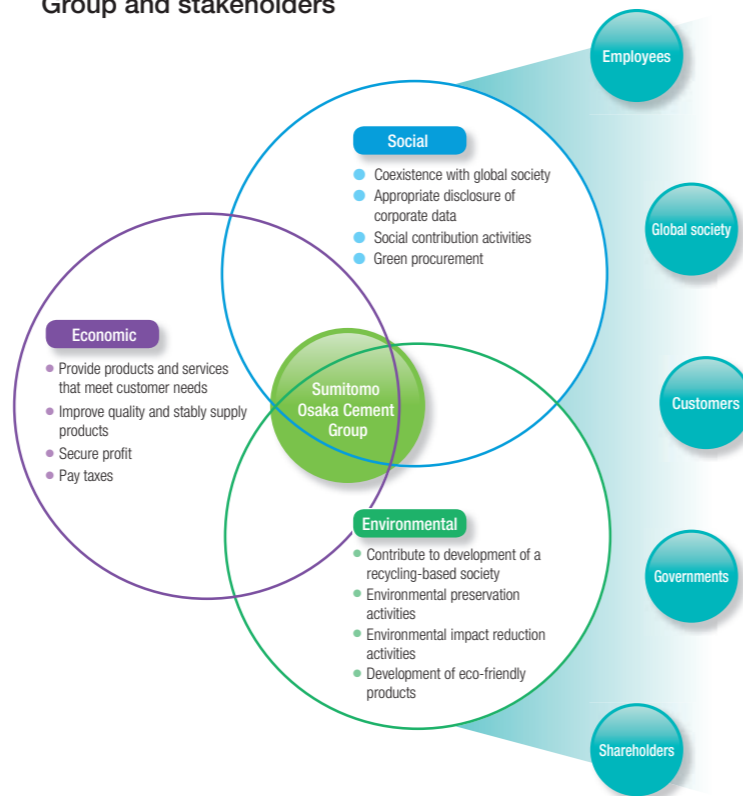 Group and stakeholders
Employees
Social
Coexistence with global society
Appropriate disclosure of
corporate data
Social contribution activities
Green procurement
Global society
Economic
Provide products and services
that meet customer needs
Improve quality and stably supply
products
Secure profit
Pay taxes
Sumitomo
Osaka Cement
Group
Customers
Environmental
Contribute to development of a
recycling-based society
Environmental preservation
activities
Environmental impact reduction
activities
Development of eco-friendly
products
Governments
Shareholders